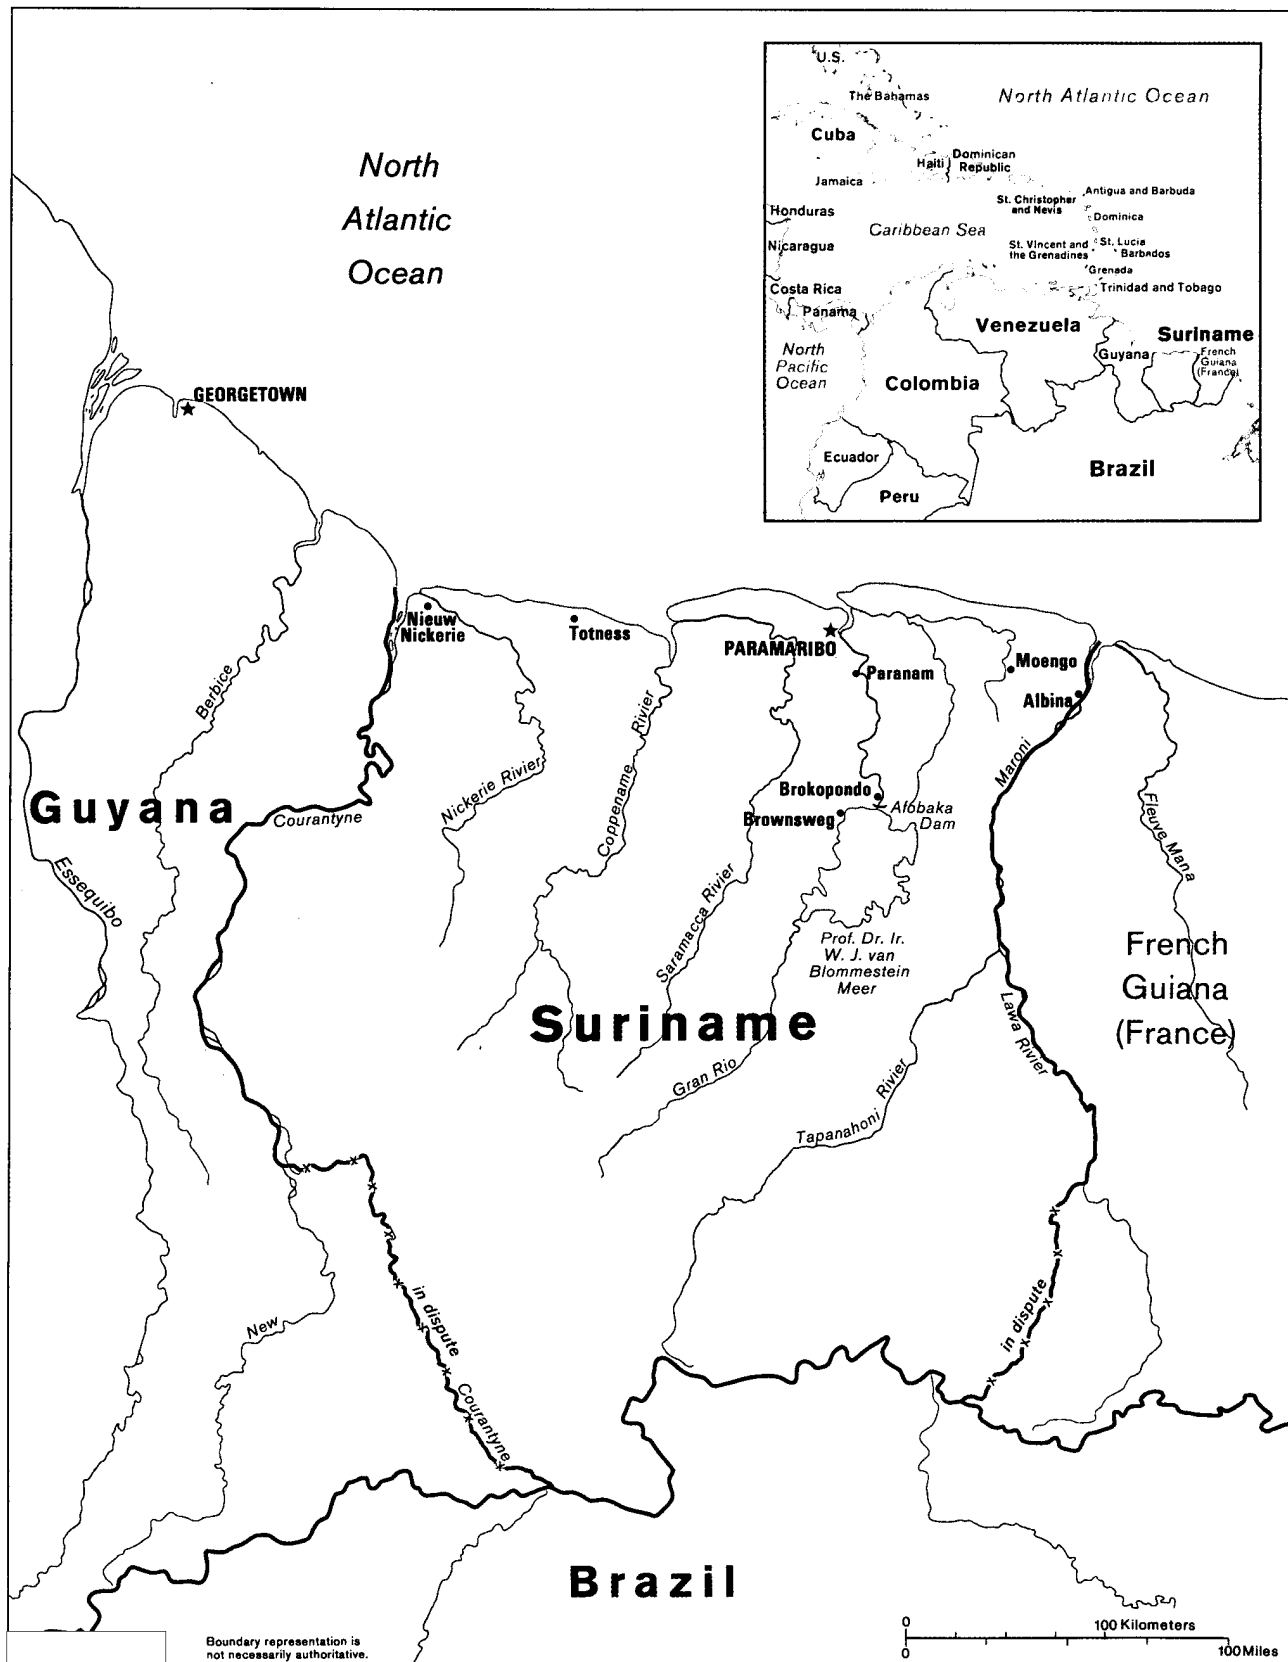 U.S.
The Bahamas
North Atlantic Ocean
Cuba
Haiti
Dominican
Republic
Jamaica
Antigua and Barbuda
St. Christopher
and Nevis
Honduras
Dominica
Caribbean Sea
Nicaragua
St. Vincent and
the Grenadines
St. Lucia
Barbados
Grenada
Costa Rica
Trinidad and Tobago
Panama
Venezuela
Suriname
North
Pacific
Ocean
Guyana
French
Guiana
(France)
Colombia
Ecuador
Brazil
Peru
North
Atlantic
Ocean
GEORGETOWN
Nieuw
Nickerie
Totness
PARAMARIBO
Paranam
Moengo
Albina
Berbice
Coppename Rivier
Nickerie Rivier
Maroni
Brokopondo
Brownsweg
Afobaka
Dam
Guyana
Courantyne
Fleuve Mana
Essequibo
Saramacca Rivier
Prof. Dr. Ir.
W. J. van
Blommestein
Meer
French
Guiana
(France)
Suriname
Lawa Rivier
Gran Rio
Tapanahoni Rivier
in dispute
New
in dispute
Courantyne
Brazil
Boundary representation is
not necessarily authoritative.
0 100 Kilometers
0 100 Miles